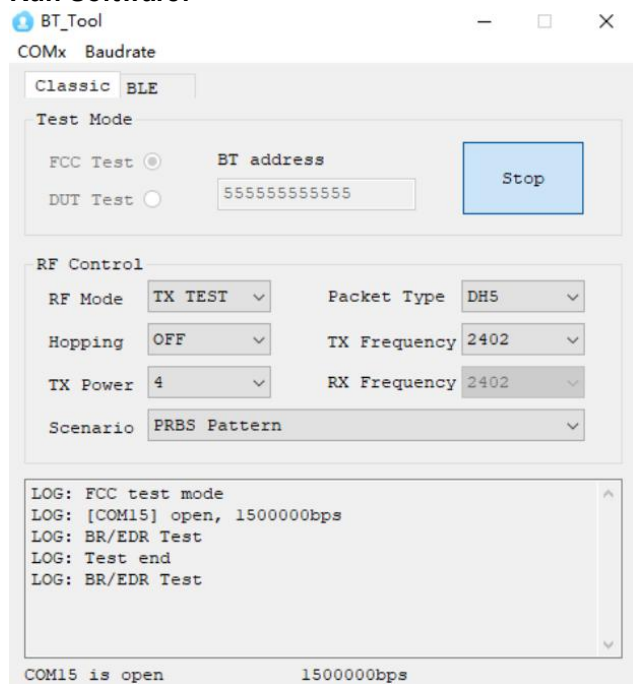 Run Software:
BT_Tool
COMx Baudrate
Classic BLE
Test Mode
FCC Test BT address
Stop
DUT Test 555555555555
RF Control
RF Mode TX TEST Packet Type DH5
Hopping OFF TX Frequency 2402
TX Power 4 RX Frequency 2402
Scenario PRBS Pattern
LOG: FCC test mode
LOG: [COM15] open, 1500000bps
LOG: BR/EDR Test
LOG: Test end
LOG: BR/EDR Test
COM15 is open 1500000bps